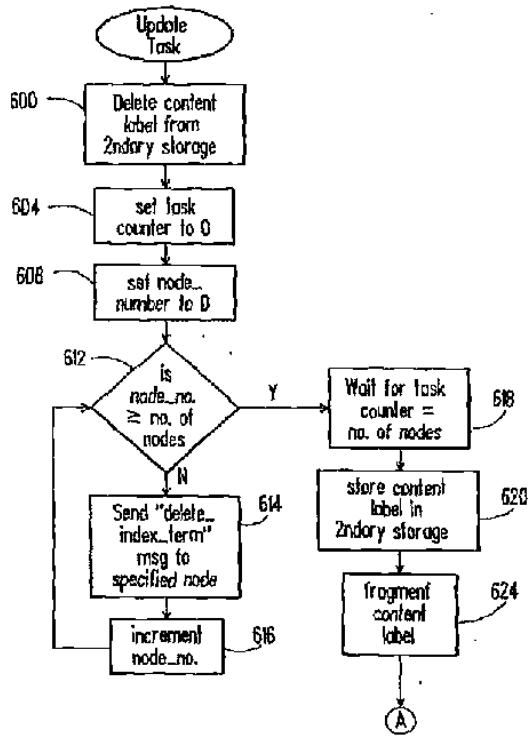 Update
Task
600
Delete content
label from
2ndary storage
604
set task
counter to 0
608
set node_
number to 0
612
is
node_no.
≥ no. of
nodes
Y
N
Wait for task
counter =
no. of nodes
618
Send "delete_
index_term"
msg to
specified node
614
store content
label in
2ndary storage
620
increment
node_no.
616
fragment
content
label
624
A